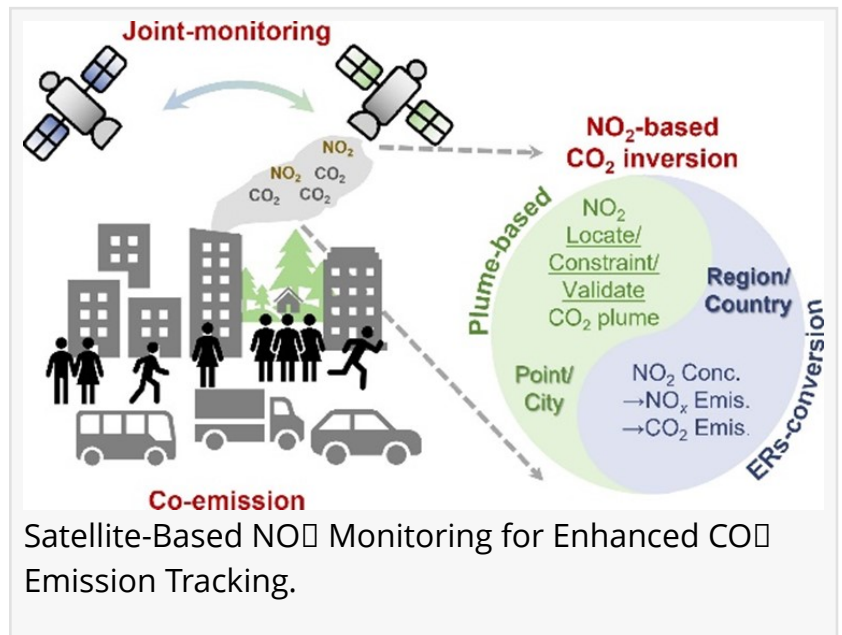 Joint-monitoring
NO₂
NO₂ CO₂
CO₂ CO₂
Co-emission
NO₂-based
CO₂ inversion
Plume-based
NO₂
Locate/
Constraint/
Validate
CO₂ plume
Point/
City
Region/
Country
NO₂ Conc.
→NOₓ Emis.
→CO₂ Emis.
ERs-conversion
Satellite-Based NO▯ Monitoring for Enhanced CO▯
Emission Tracking.